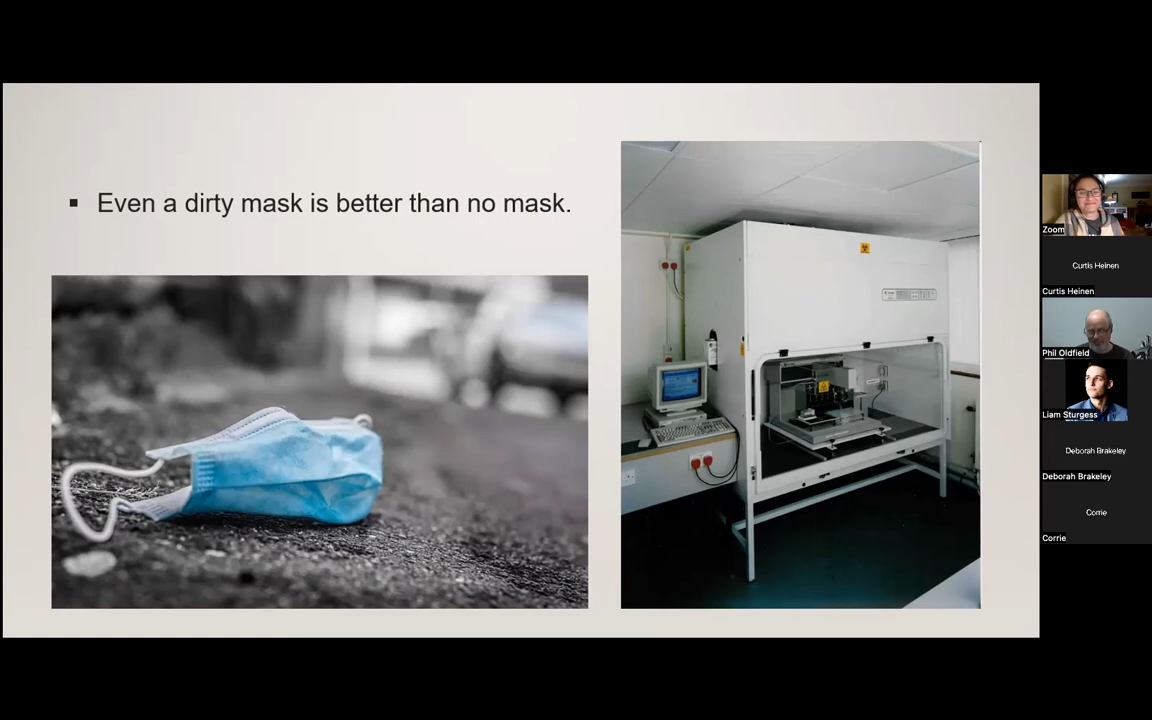 ▪ Even a dirty mask is better than no mask.
Zoom
Curtis Heinen
Curtis Heinen
Phil Oldfield
Liam Sturgess
Deborah Brakeley
Deborah Brakeley
Corrie
Corrie